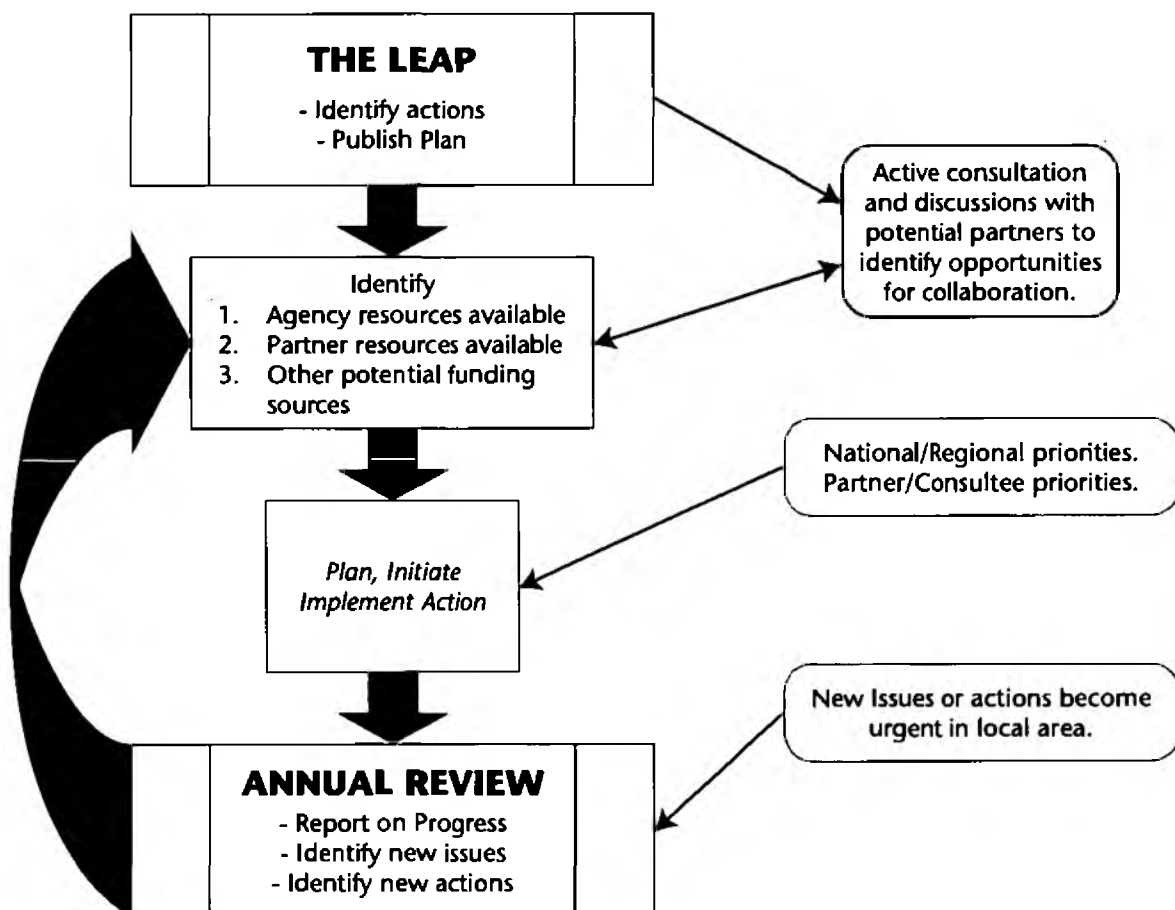 THE LEAP
- Identify actions
- Publish Plan
Active consultation
and discussions with
potential partners to
identify opportunities
for collaboration.
Identify
1. Agency resources available
2. Partner resources available
3. Other potential funding
sources
National/Regional priorities.
Partner/Consultee priorities.
Plan, Initiate
Implement Action
New Issues or actions become
urgent in local area.
ANNUAL REVIEW
- Report on Progress
- Identify new issues
- Identify new actions